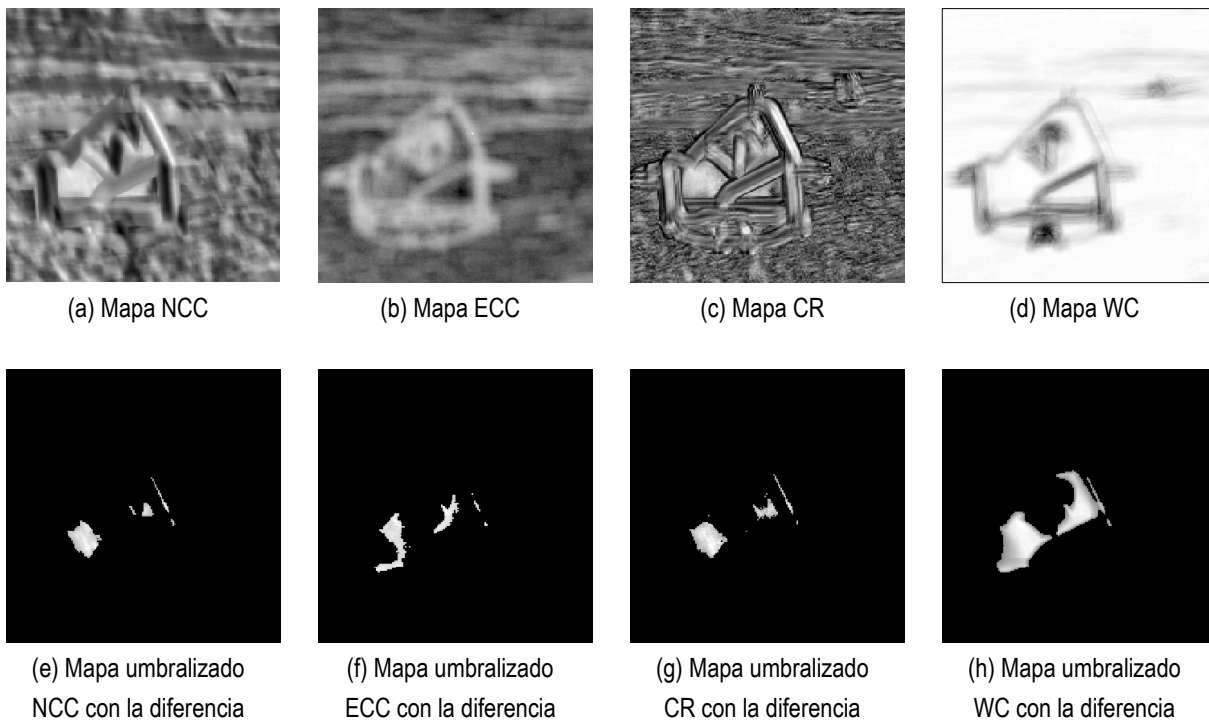 (a) Mapa NCC
(b) Mapa ECC
(c) Mapa CR
(d) Mapa WC
(e) Mapa umbralizado
NCC con la diferencia
(f) Mapa umbralizado
ECC con la diferencia
(g) Mapa umbralizado
CR con la diferencia
(h) Mapa umbralizado
WC con la diferencia